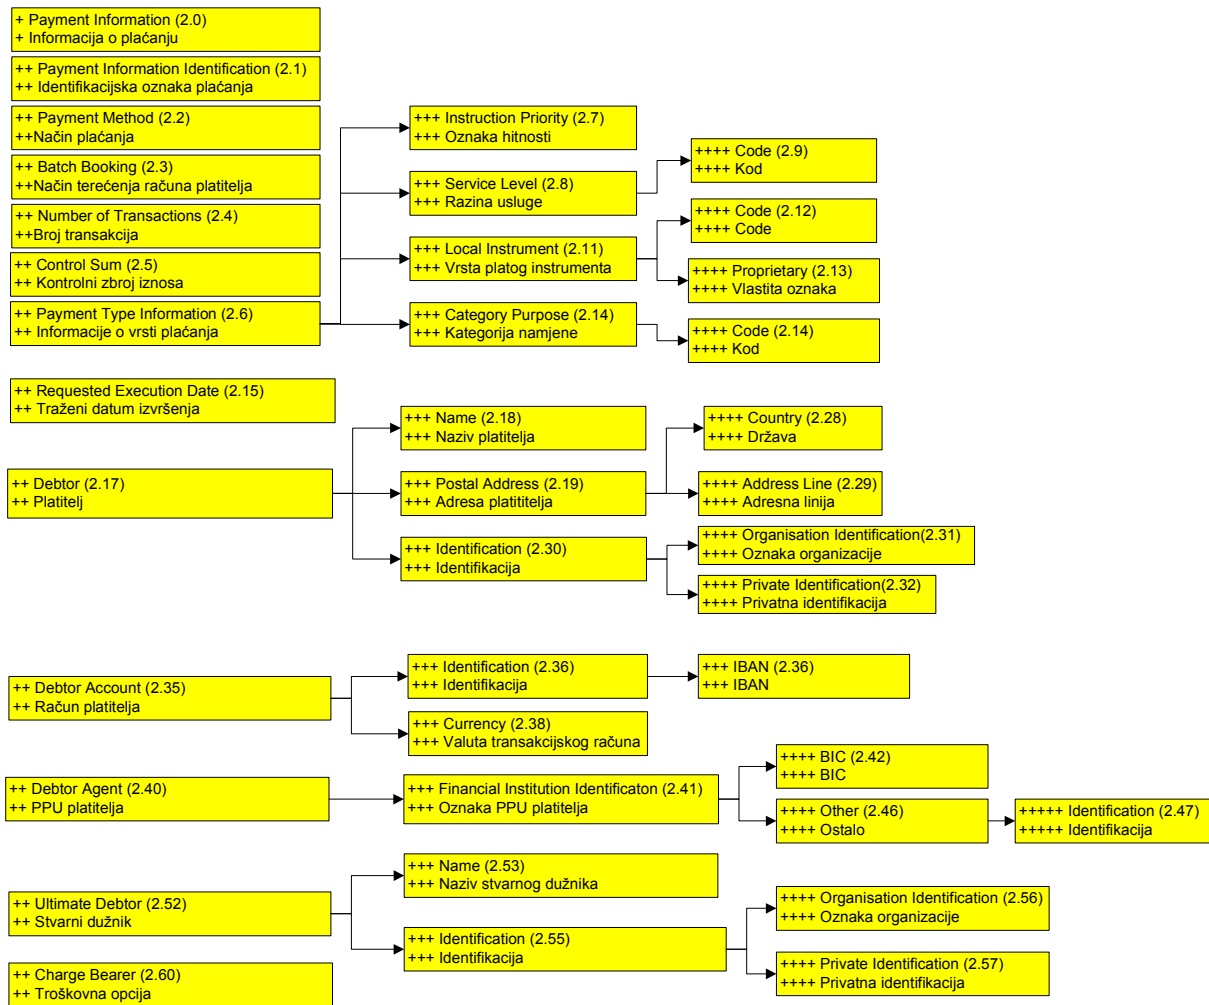 + Payment Information (2.0)
+ Informacija o plaćanju
++ Payment Information Identification (2.1)
++ Identifikacijska oznaka plaćanja
++ Payment Method (2.2)
++Način plaćanja
++ Batch Booking (2.3)
++Način terećenja računa platitelja
++ Number of Transactions (2.4)
++Broj transakcija
++ Control Sum (2.5)
++ Kontrolni zbroj iznosa
++ Payment Type Information (2.6)
++ Informacije o vrsti plaćanja
+++ Instruction Priority (2.7)
+++ Oznaka hitnosti
+++ Service Level (2.8)
+++ Razina usluge
++++ Code (2.9)
++++ Kod
+++ Local Instrument (2.11)
+++ Vrsta platog instrumenta
++++ Code (2.12)
++++ Code
++++ Proprietary (2.13)
++++ Vlastita oznaka
+++ Category Purpose (2.14)
+++ Kategorija namjene
++++ Code (2.14)
++++ Kod
++ Requested Execution Date (2.15)
++ Traženi datum izvršenja
++ Debtor (2.17)
++ Platitelj
+++ Name (2.18)
+++ Naziv platitelja
+++ Postal Address (2.19)
+++ Adresa platititelja
++++ Country (2.28)
++++ Država
++++ Address Line (2.29)
++++ Adresna linija
+++ Identification (2.30)
+++ Identifikacija
++++ Organisation Identification(2.31)
++++ Oznaka organizacije
++++ Private Identification(2.32)
++++ Privatna identifikacija
++ Debtor Account (2.35)
++ Račun platitelja
+++ Identification (2.36)
+++ Identifikacija
+++ IBAN (2.36)
+++ IBAN
+++ Currency (2.38)
+++ Valuta transakcijskog računa
++ Debtor Agent (2.40)
++ PPU platitelja
+++ Financial Institution Identificaton (2.41)
+++ Oznaka PPU platitelja
++++ BIC (2.42)
++++ BIC
++++ Other (2.46)
++++ Ostalo
+++++ Identification (2.47)
+++++ Identifikacija
++ Ultimate Debtor (2.52)
++ Stvarni dužnik
+++ Name (2.53)
+++ Naziv stvarnog dužnika
+++ Identification (2.55)
+++ Identifikacija
++++ Organisation Identification (2.56)
++++ Oznaka organizacije
++++ Private Identification (2.57)
++++ Privatna identifikacija
++ Charge Bearer (2.60)
++ Troškovna opcija